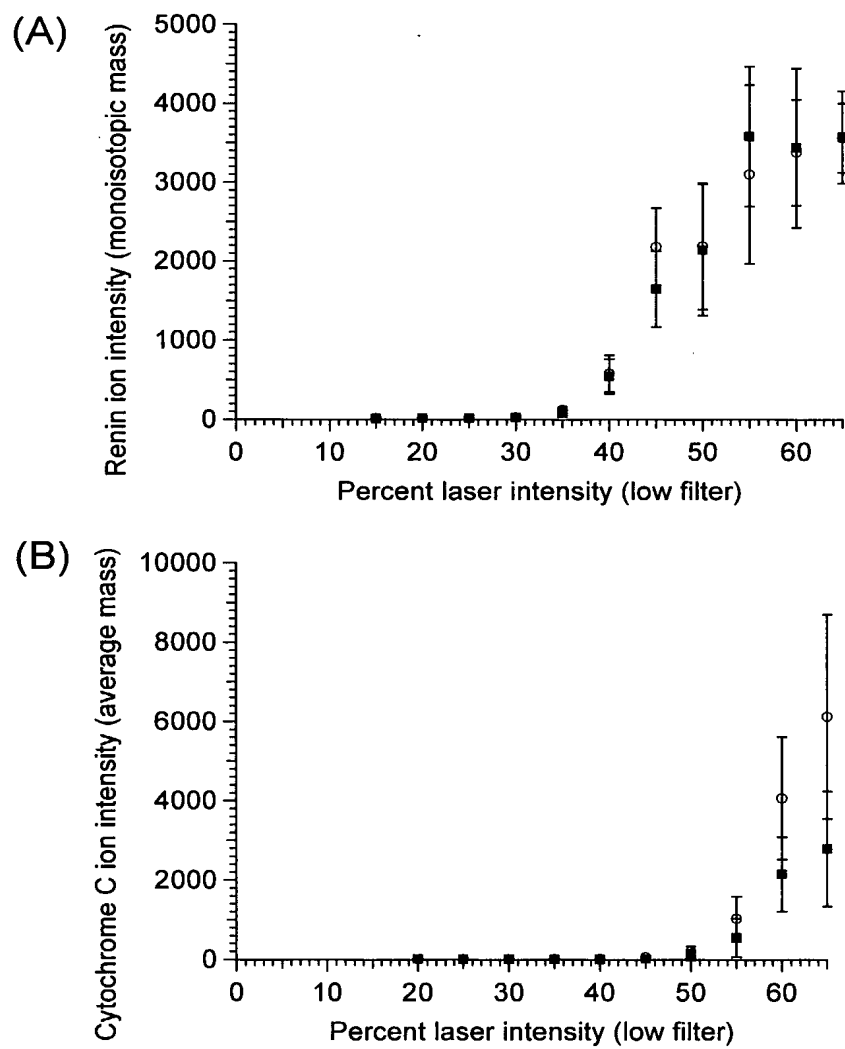 (A)
Renin ion intensity (monoisotopic mass)
5000
4000
3000
2000
1000
0
0 10 20 30 40 50 60
Percent laser intensity (low filter)
(B)
Cytochrome C ion intensity (average mass)
10000
8000
6000
4000
2000
0
0 10 20 30 40 50 60
Percent laser intensity (low filter)